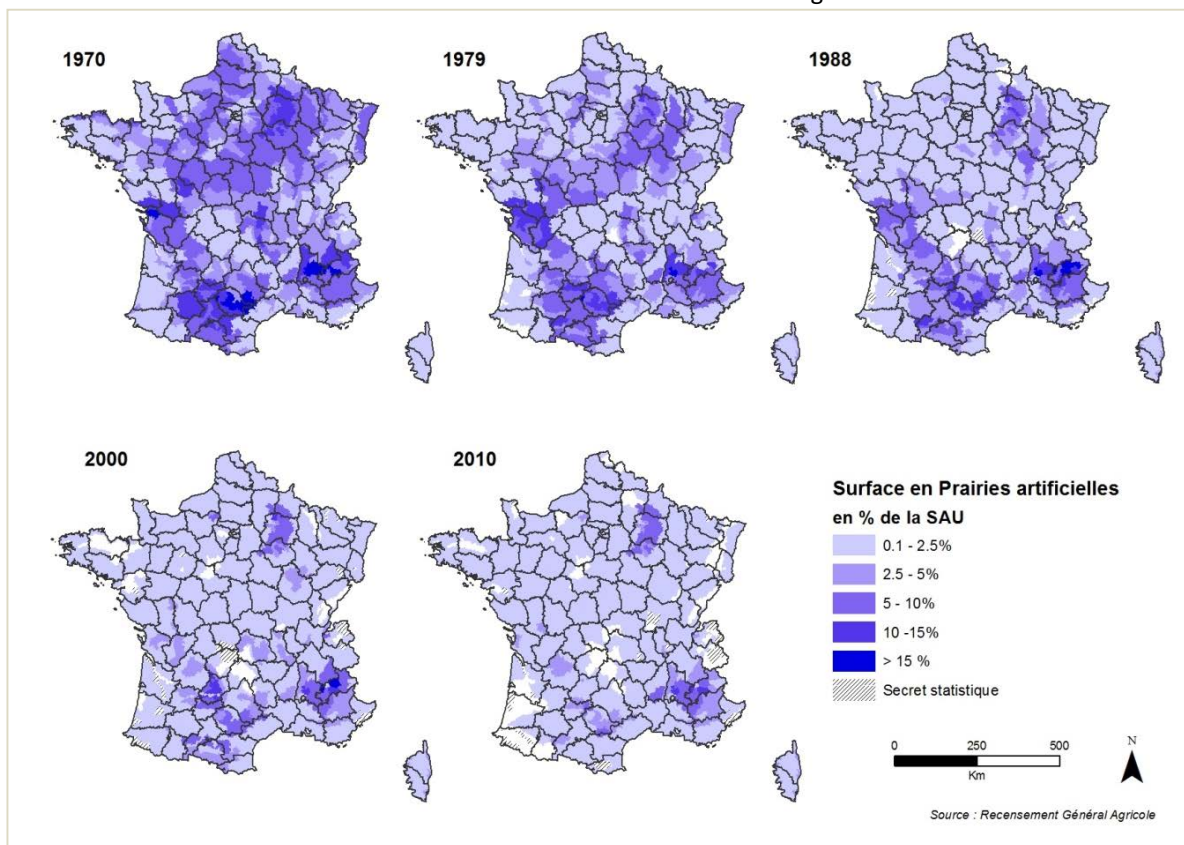 1970
1979
1988
2000
2010
Surface en Prairies artificielles
en % de la SAU
0.1 - 2.5%
2.5 - 5%
5 - 10%
10 -15%
> 15 %
Secret statistique
0 250 500
Km
N
Source : Recensement Général Agricole